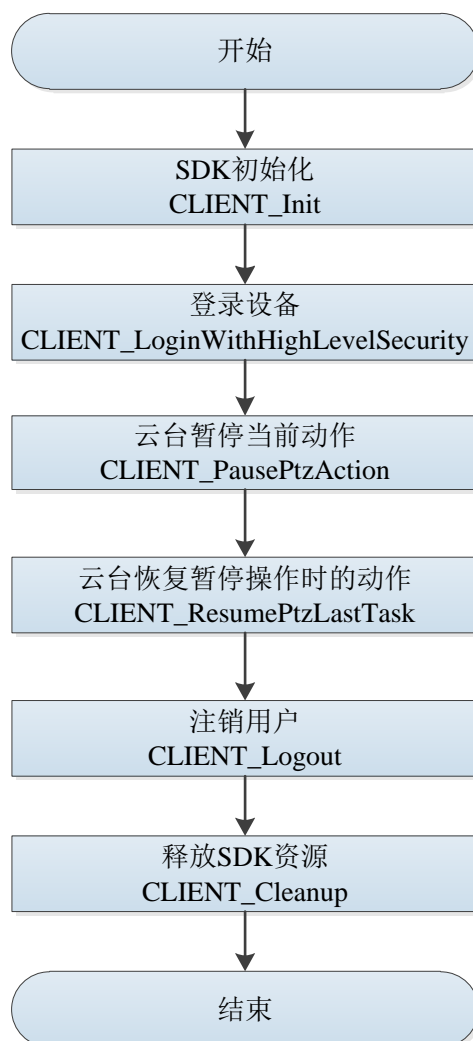 开始
SDK初始化
CLIENT_Init
登录设备
CLIENT_LoginWithHighLevelSecurity
云台暂停当前动作
CLIENT_PausePtzAction
云台恢复暂停操作时的动作
CLIENT_ResumePtzLastTask
注销用户
CLIENT_Logout
释放SDK资源
CLIENT_Cleanup
结束